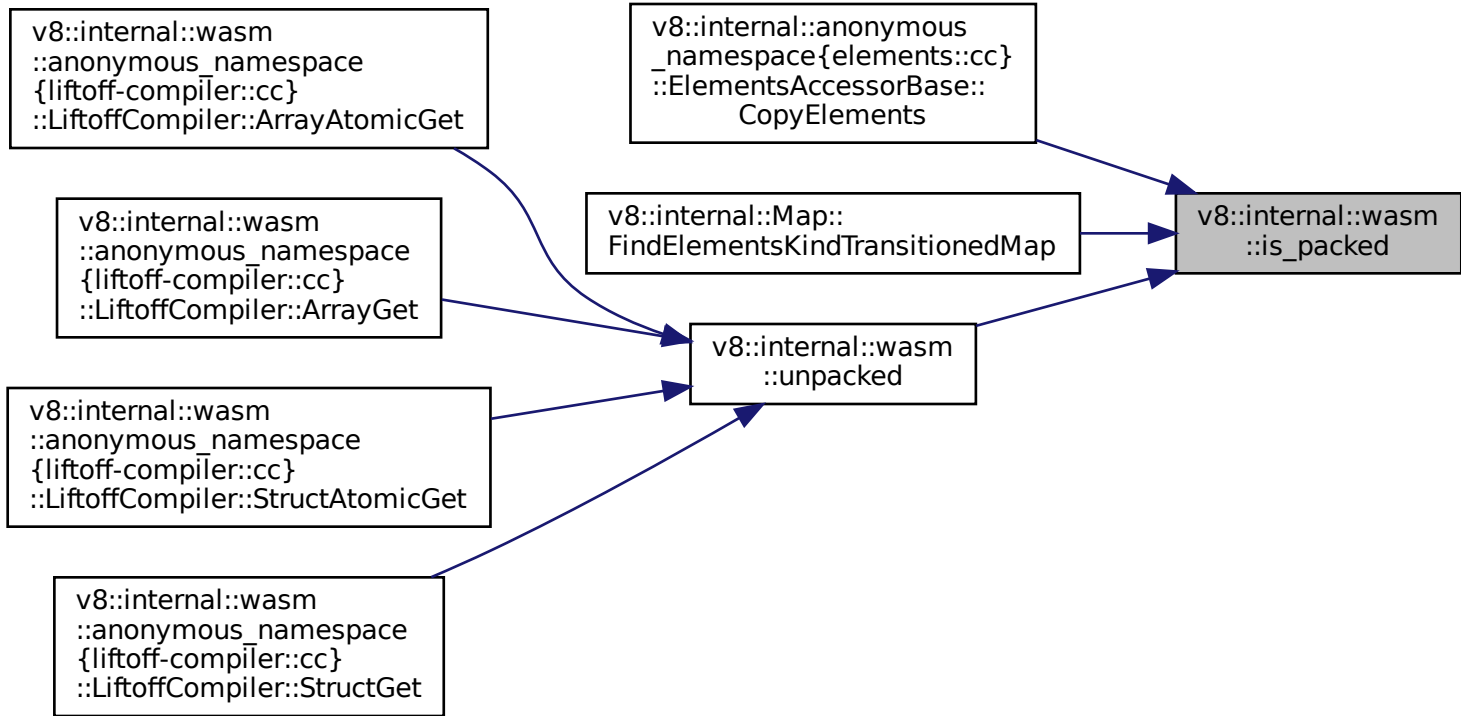 v8::internal::wasm
::anonymous_namespace
{liftoff-compiler::cc}
::LiftoffCompiler::ArrayAtomicGet
v8::internal::anonymous
_namespace{elements::cc}
::ElementsAccessorBase::
CopyElements
v8::internal::wasm
::anonymous_namespace
{liftoff-compiler::cc}
::LiftoffCompiler::ArrayGet
v8::internal::Map::
FindElementsKindTransitionedMap
v8::internal::wasm
::is_packed
v8::internal::wasm
::unpacked
v8::internal::wasm
::anonymous_namespace
{liftoff-compiler::cc}
::LiftoffCompiler::StructAtomicGet
v8::internal::wasm
::anonymous_namespace
{liftoff-compiler::cc}
::LiftoffCompiler::StructGet